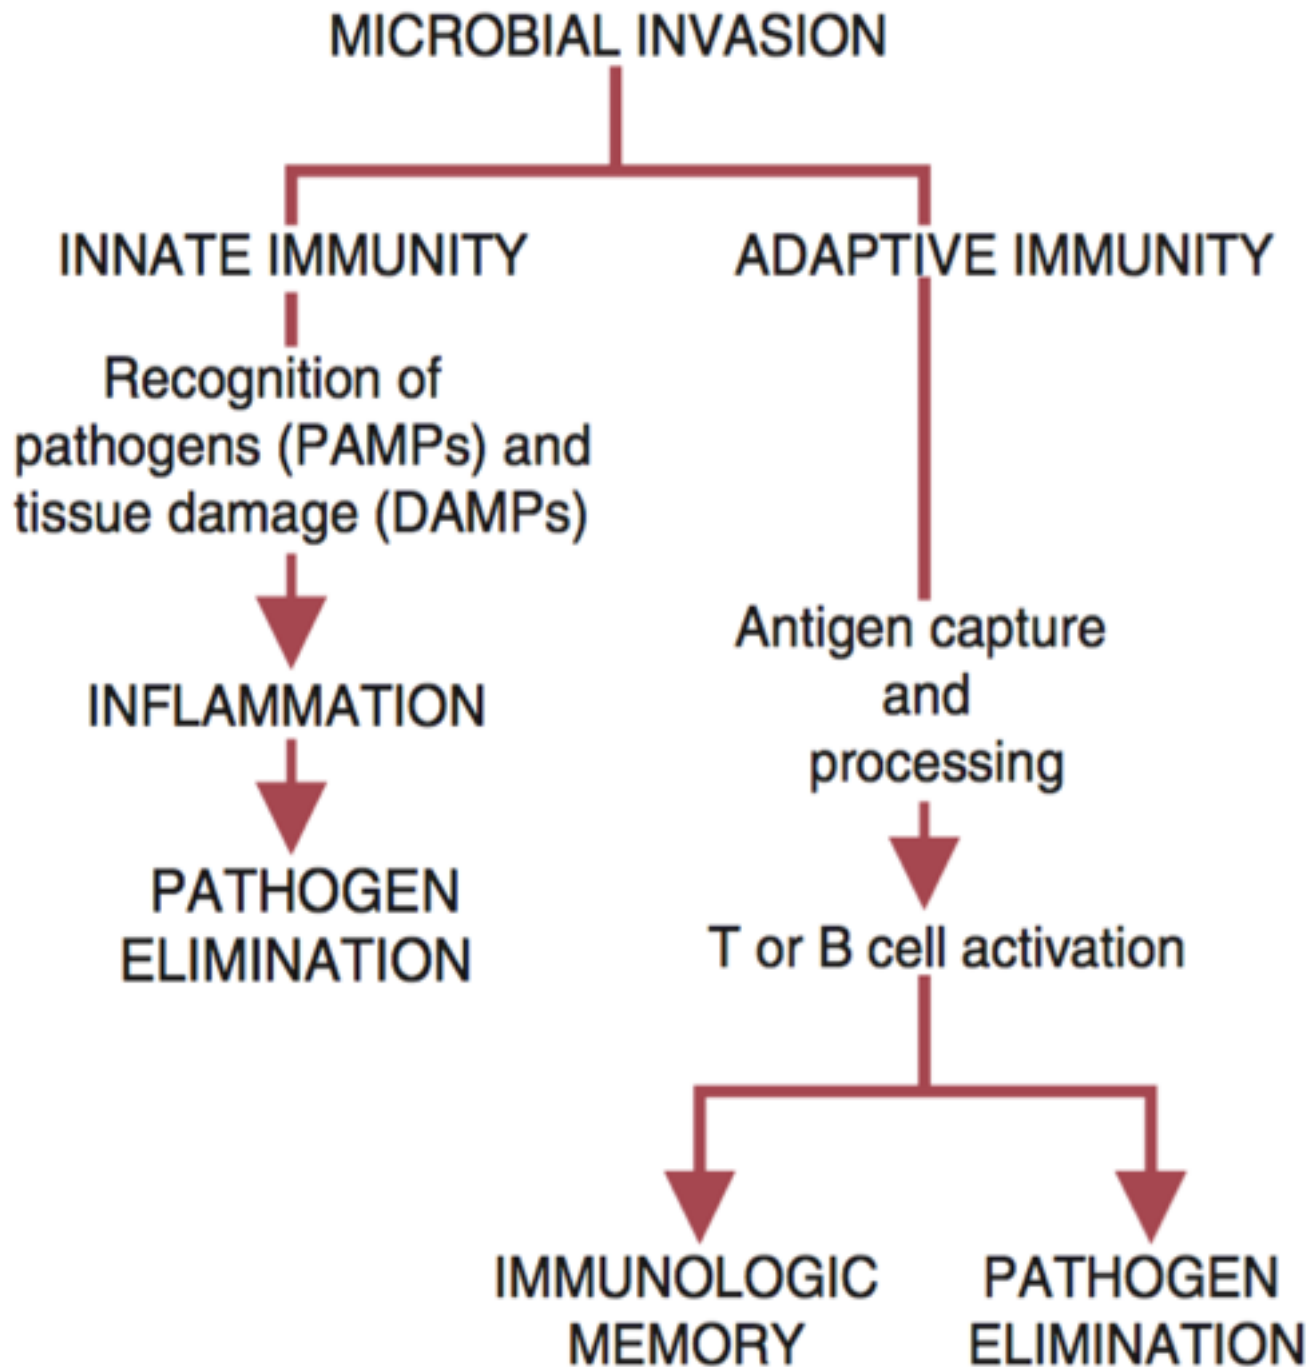 MICROBIAL INVASION
INNATE IMMUNITY
Recognition of
pathogens (PAMPs) and
tissue damage (DAMPs)
INFLAMMATION
PATHOGEN
ELIMINATION
ADAPTIVE IMMUNITY
Antigen capture
and
processing
T or B cell activation
IMMUNOLOGIC
MEMORY
PATHOGEN
ELIMINATION